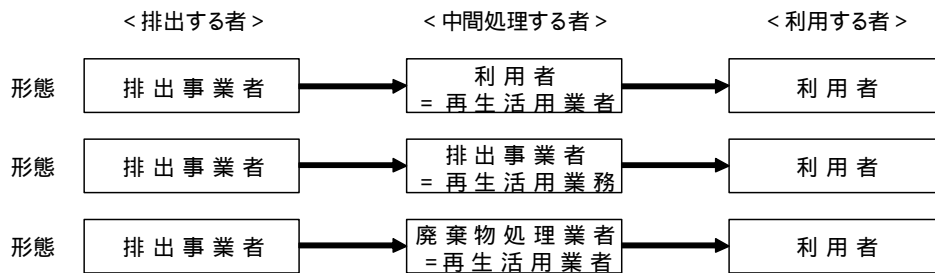 <排出する者> <中間処理する者> <利用する者>
形態 排出事業者 利用者 利用者
=再生活用業者
形態 排出事業者 排出事業者 利用者
=再生活用業務
形態 排出事業者 廃棄物処理業者 利用者
=再生活用業者